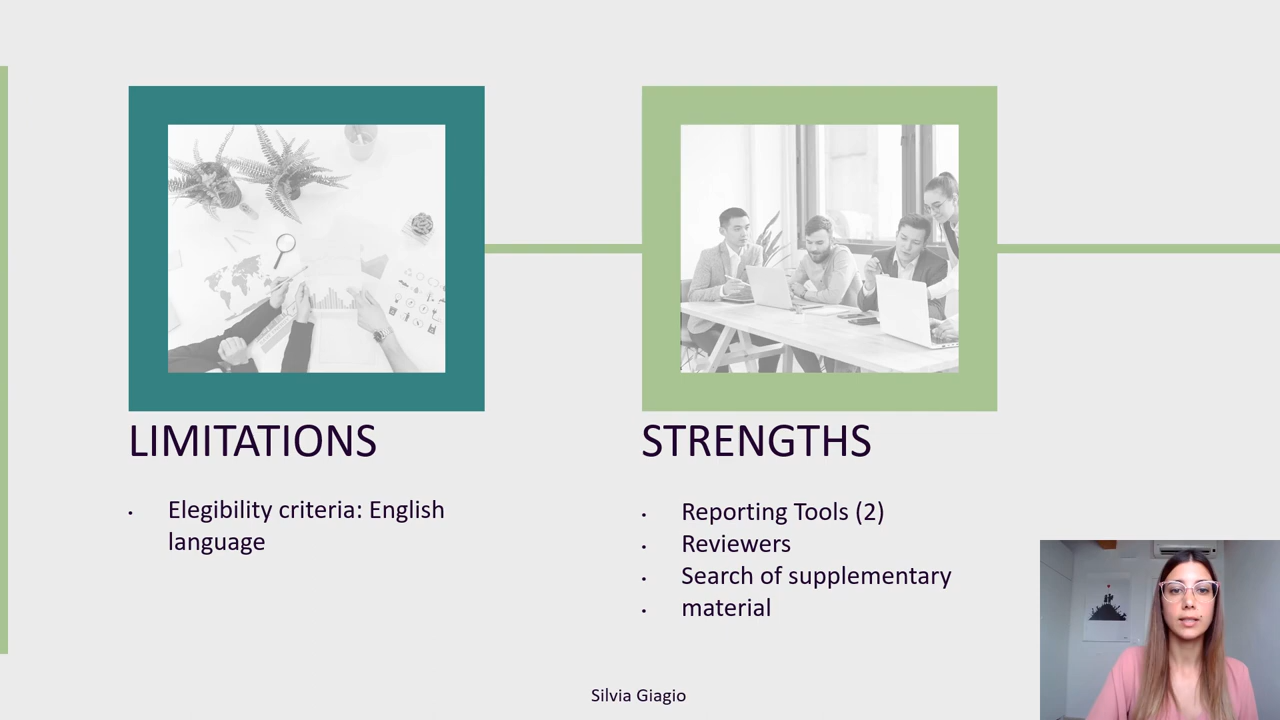 LIMITATIONS
• Elegibility criteria: English
language
STRENGTHS
• Reporting Tools (2)
• Reviewers
• Search of supplementary
• material
Silvia Giagio